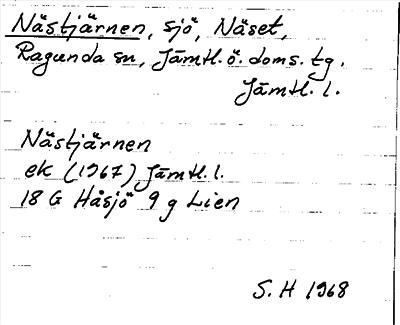 Nästjärnen, sjö, Näset,
Ragunda sn, Jämtl. ö. doms. tg.
Jämtl. l.
Nästjärnen
ek (1967) Jämtl. l.
18 G Håsjö 9 g Lien
S. H 1968